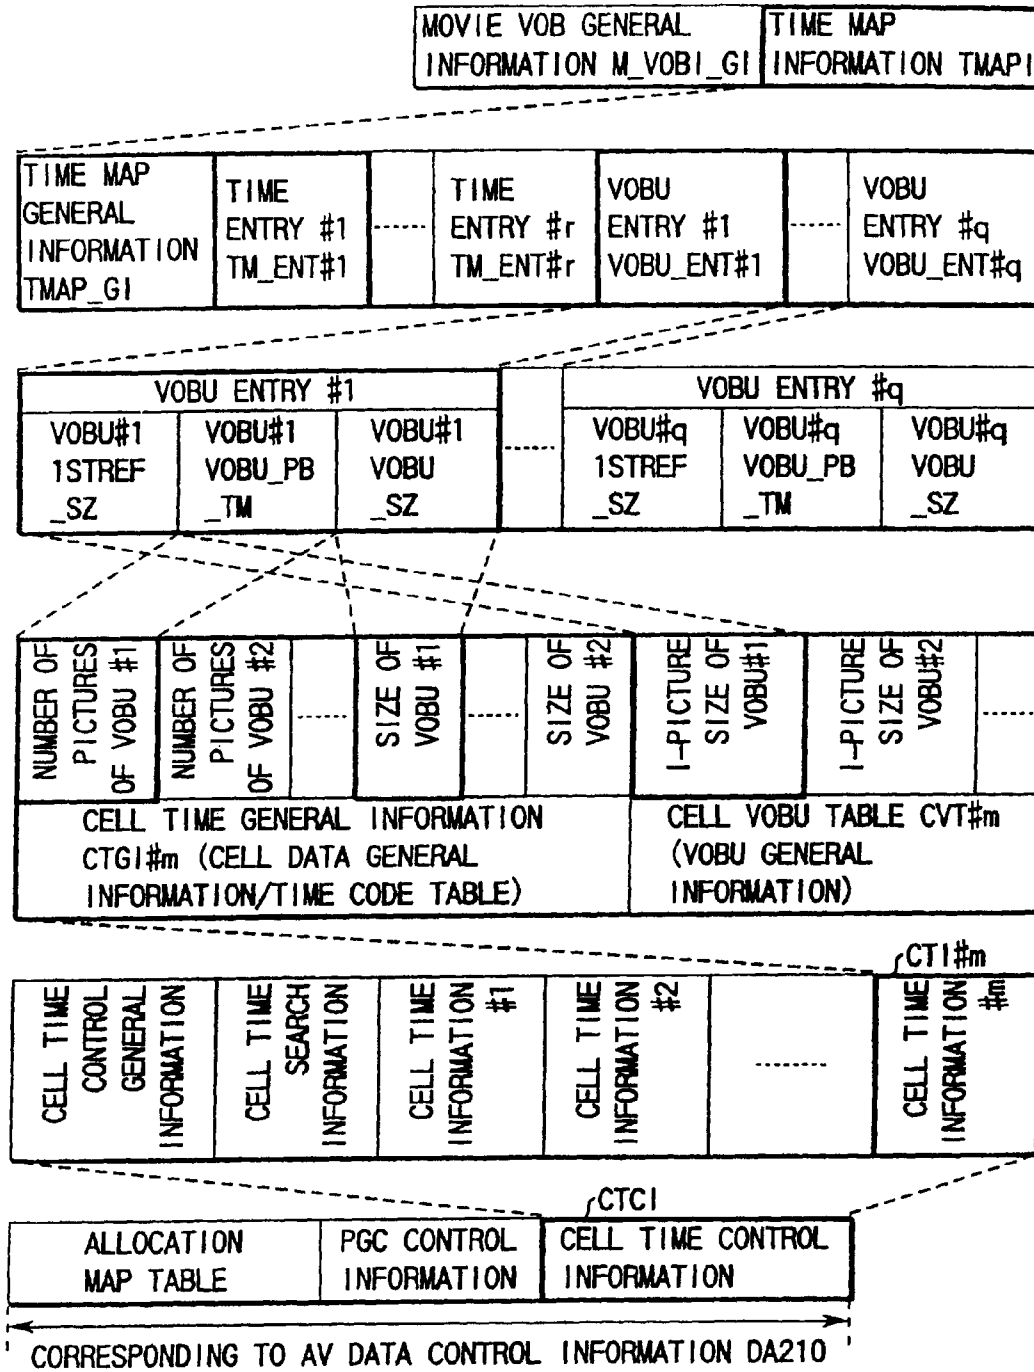 MOVIE VOB GENERAL
INFORMATION M_VOBI_GI
TIME MAP
INFORMATION TMAPI
TIME MAP
GENERAL
INFORMATION
TMAP_GI
TIME
ENTRY #1
TM_ENT#1
......
TIME
ENTRY #r
TM_ENT#r
VOBU
ENTRY #1
VOBU_ENT#1
......
VOBU
ENTRY #q
VOBU_ENT#q
VOBU ENTRY #1
VOBU#1
1STREF
_SZ
VOBU#1
VOBU_PB
_TM
VOBU#1
VOBU
_SZ
......
VOBU ENTRY #q
VOBU#q
1STREF
_SZ
VOBU#q
VOBU_PB
_TM
VOBU#q
VOBU
_SZ
NUMBER OF
PICTURES
OF VOBU #1
NUMBER OF
PICTURES
OF VOBU #2
......
SIZE OF
VOBU #1
......
SIZE OF
VOBU #2
I-PICTURE
SIZE OF
VOBU#1
I-PICTURE
SIZE OF
VOBU#2
......
CELL TIME GENERAL INFORMATION
CTGI#m (CELL DATA GENERAL
INFORMATION/TIME CODE TABLE)
CELL VOBU TABLE CVT#m
(VOBU GENERAL
INFORMATION)
CTI#m
CELL TIME
CONTROL
GENERAL
INFORMATION
CELL TIME
SEARCH
INFORMATION
CELL TIME
INFORMATION
#1
CELL TIME
INFORMATION
#2
........
CELL TIME
INFORMATION
#m
CTCI
ALLOCATION
MAP TABLE
PGC CONTROL
INFORMATION
CELL TIME CONTROL
INFORMATION
CORRESPONDING TO AV DATA CONTROL INFORMATION DA210